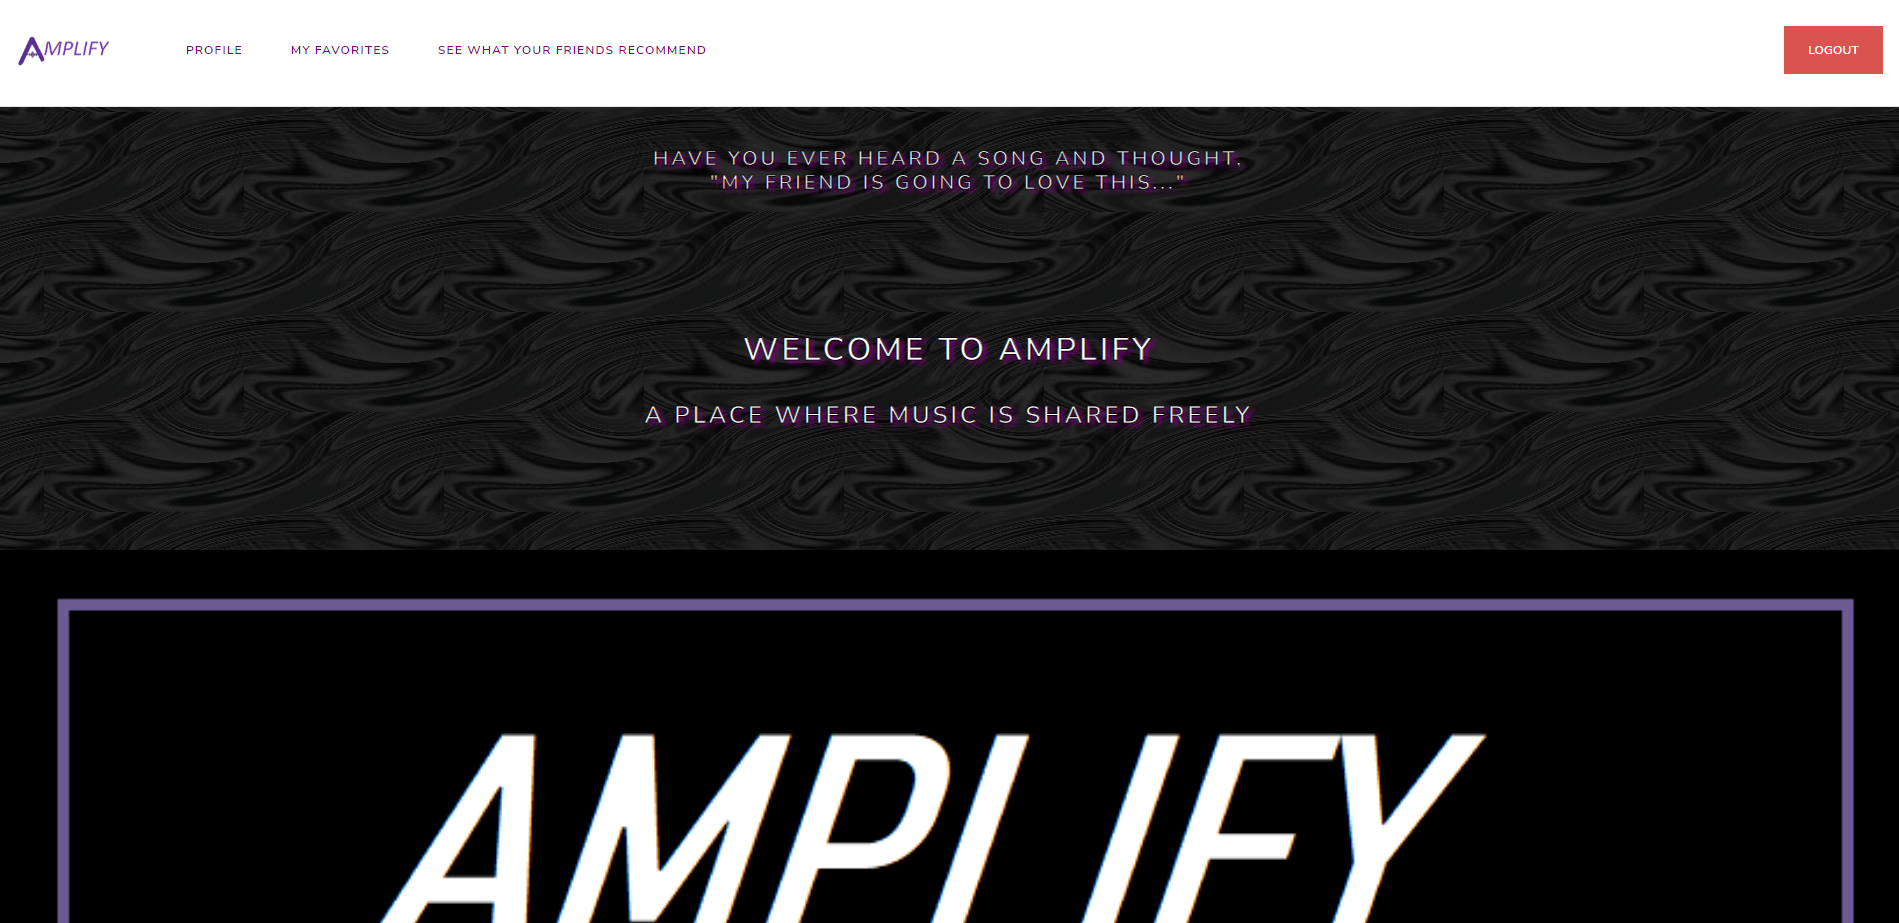 AMPLIFY
PROFILE
MY FAVORITES
SEE WHAT YOUR FRIENDS RECOMMEND
LOGOUT
HAVE YOU EVER HEARD A SONG AND THOUGHT,
"MY FRIEND IS GOING TO LOVE THIS..."
WELCOME TO AMPLIFY
A PLACE WHERE MUSIC IS SHARED FREELY
AMPLIFY